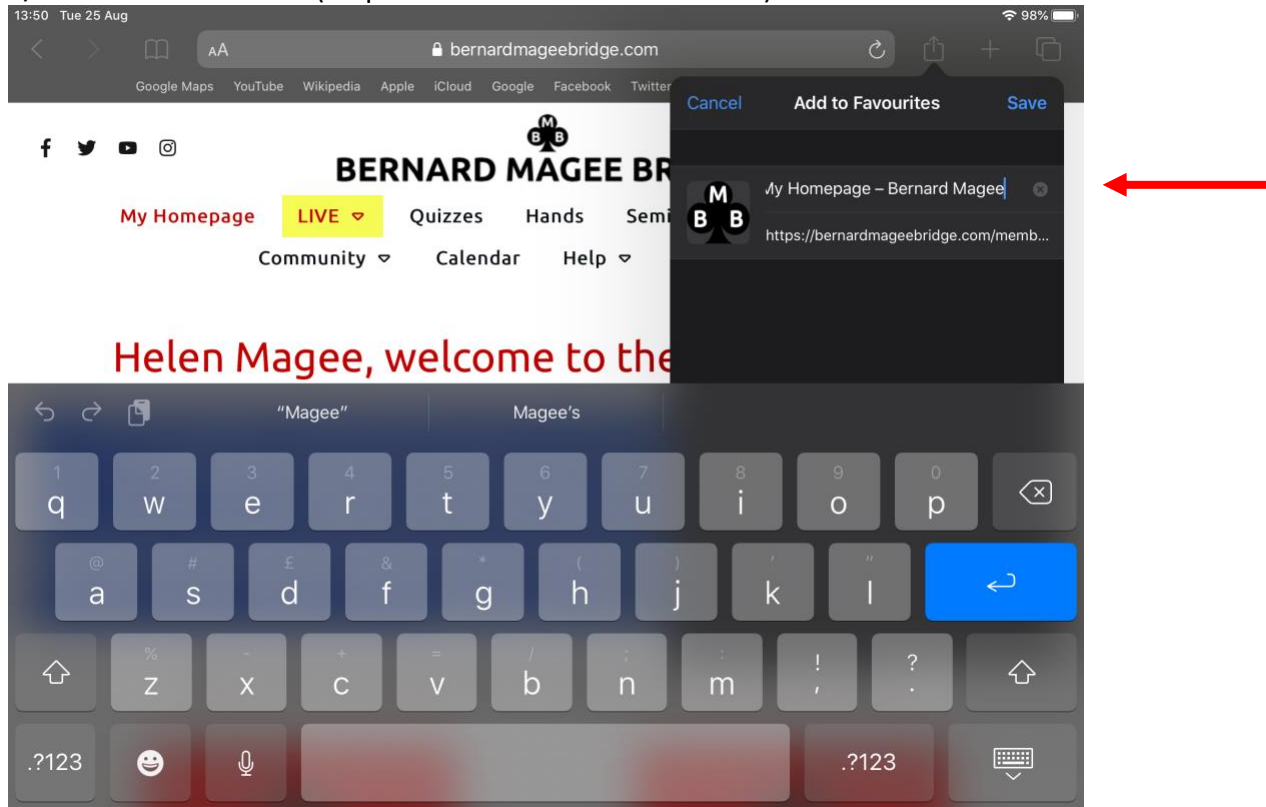 13:50 Tue 25 Aug 98%
AA bernardmageebridge.com
Google Maps YouTube Wikipedia Apple iCloud Google Facebook Twitter
Cancel Add to Favourites Save
M
B B
BERNARD MAGEE BR
My Homepage – Bernard Magee
https://bernardmageebridge.com/memb...
M
B B
My Homepage LIVE Quizzes Hands Semi
Community Calendar Help
Helen Magee, welcome to the
“Magee” Magee’s
1 2 3 4 5 6 7 8 9 0
q w e r t y u i o p
@ # £ & * ( ) ' "
a s d f g h j k l
% - + = / ; : ! ?
z x c v b n m , .
.?123 .?123